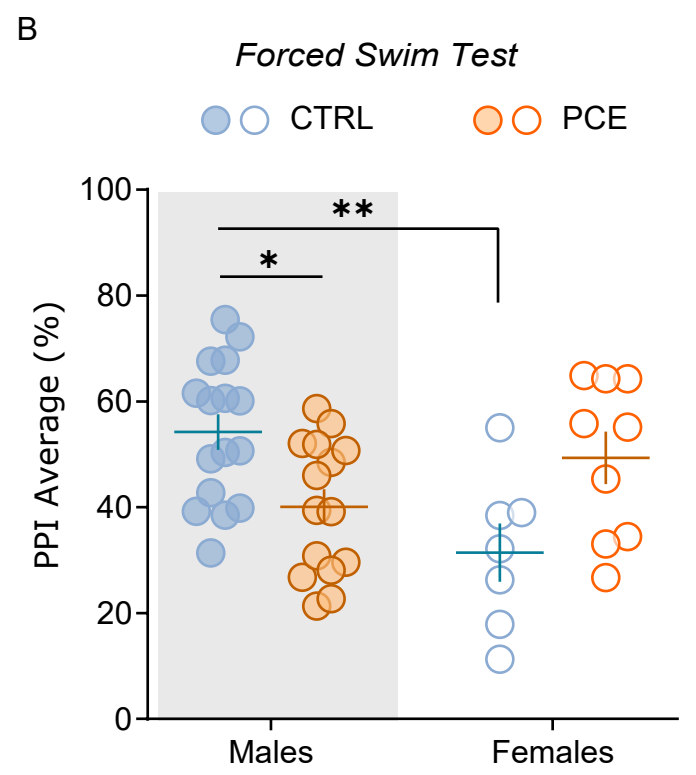 B
Forced Swim Test
CTRL PCE
100
**
*
80
60
40
20
0
PPI Average (%)
Males Females